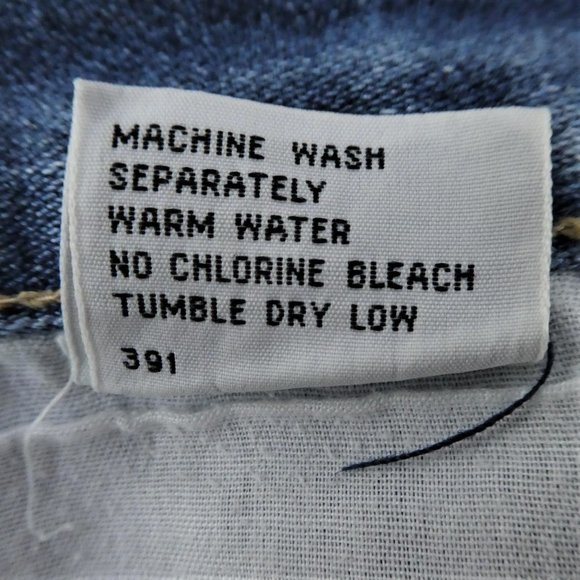 MACHINE WASH
SEPARATELY
WARM WATER
NO CHLORINE BLEACH
TUMBLE DRY LOW
391